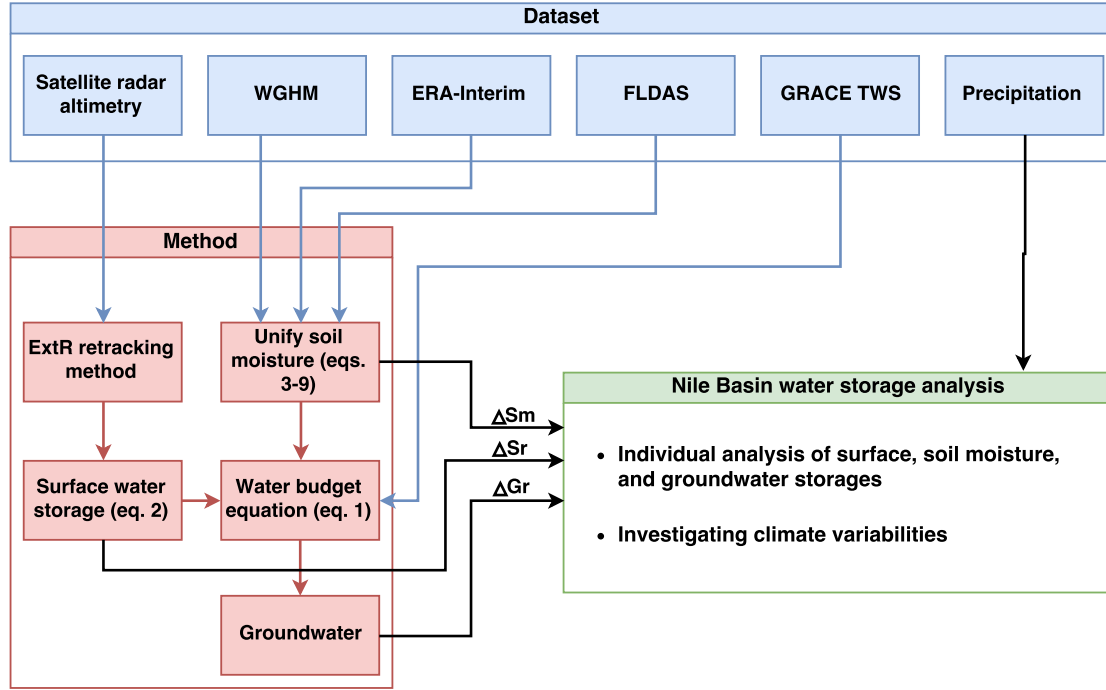 Dataset
Satellite radar
altimetry
WGHM
ERA-Interim
FLDAS
GRACE TWS
Precipitation
Method
ExtR retracking
method
Unify soil
moisture (eqs.
3-9)
Surface water
storage (eq. 2)
Water budget
equation (eq. 1)
Groundwater
ΔSm
ΔSr
ΔGr
Nile Basin water storage analysis
• Individual analysis of surface, soil moisture,
and groundwater storages
• Investigating climate variabilities